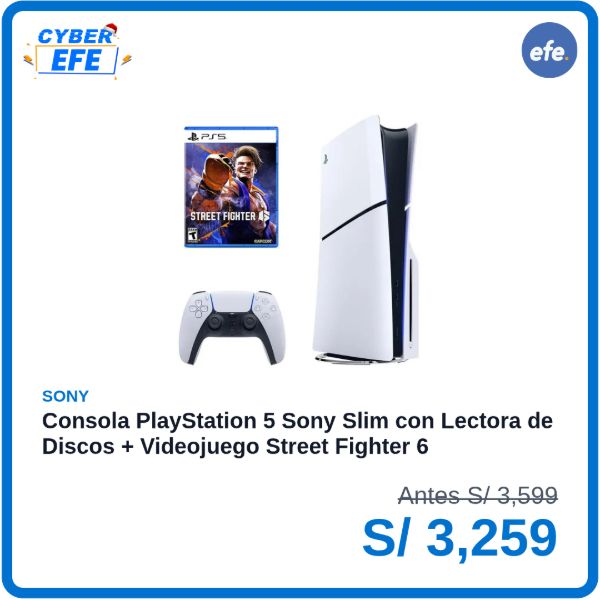 CYBER
EFE
efe.
PS5
STREET FIGHTER 6
CAPCOM
SONY
Consola PlayStation 5 Sony Slim con Lectora de
Discos + Videojuego Street Fighter 6
Antes S/ 3,599
S/ 3,259